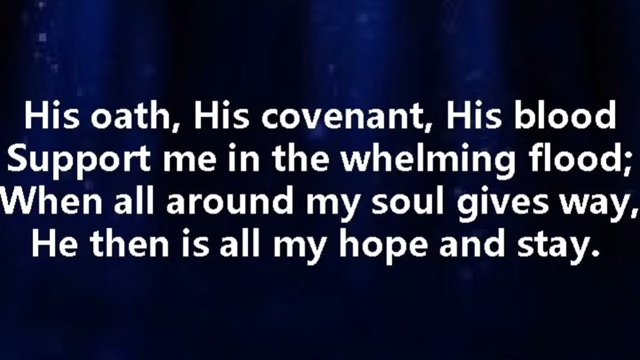 His oath, His covenant, His blood
Support me in the whelming flood;
When all around my soul gives way,
He then is all my hope and stay.